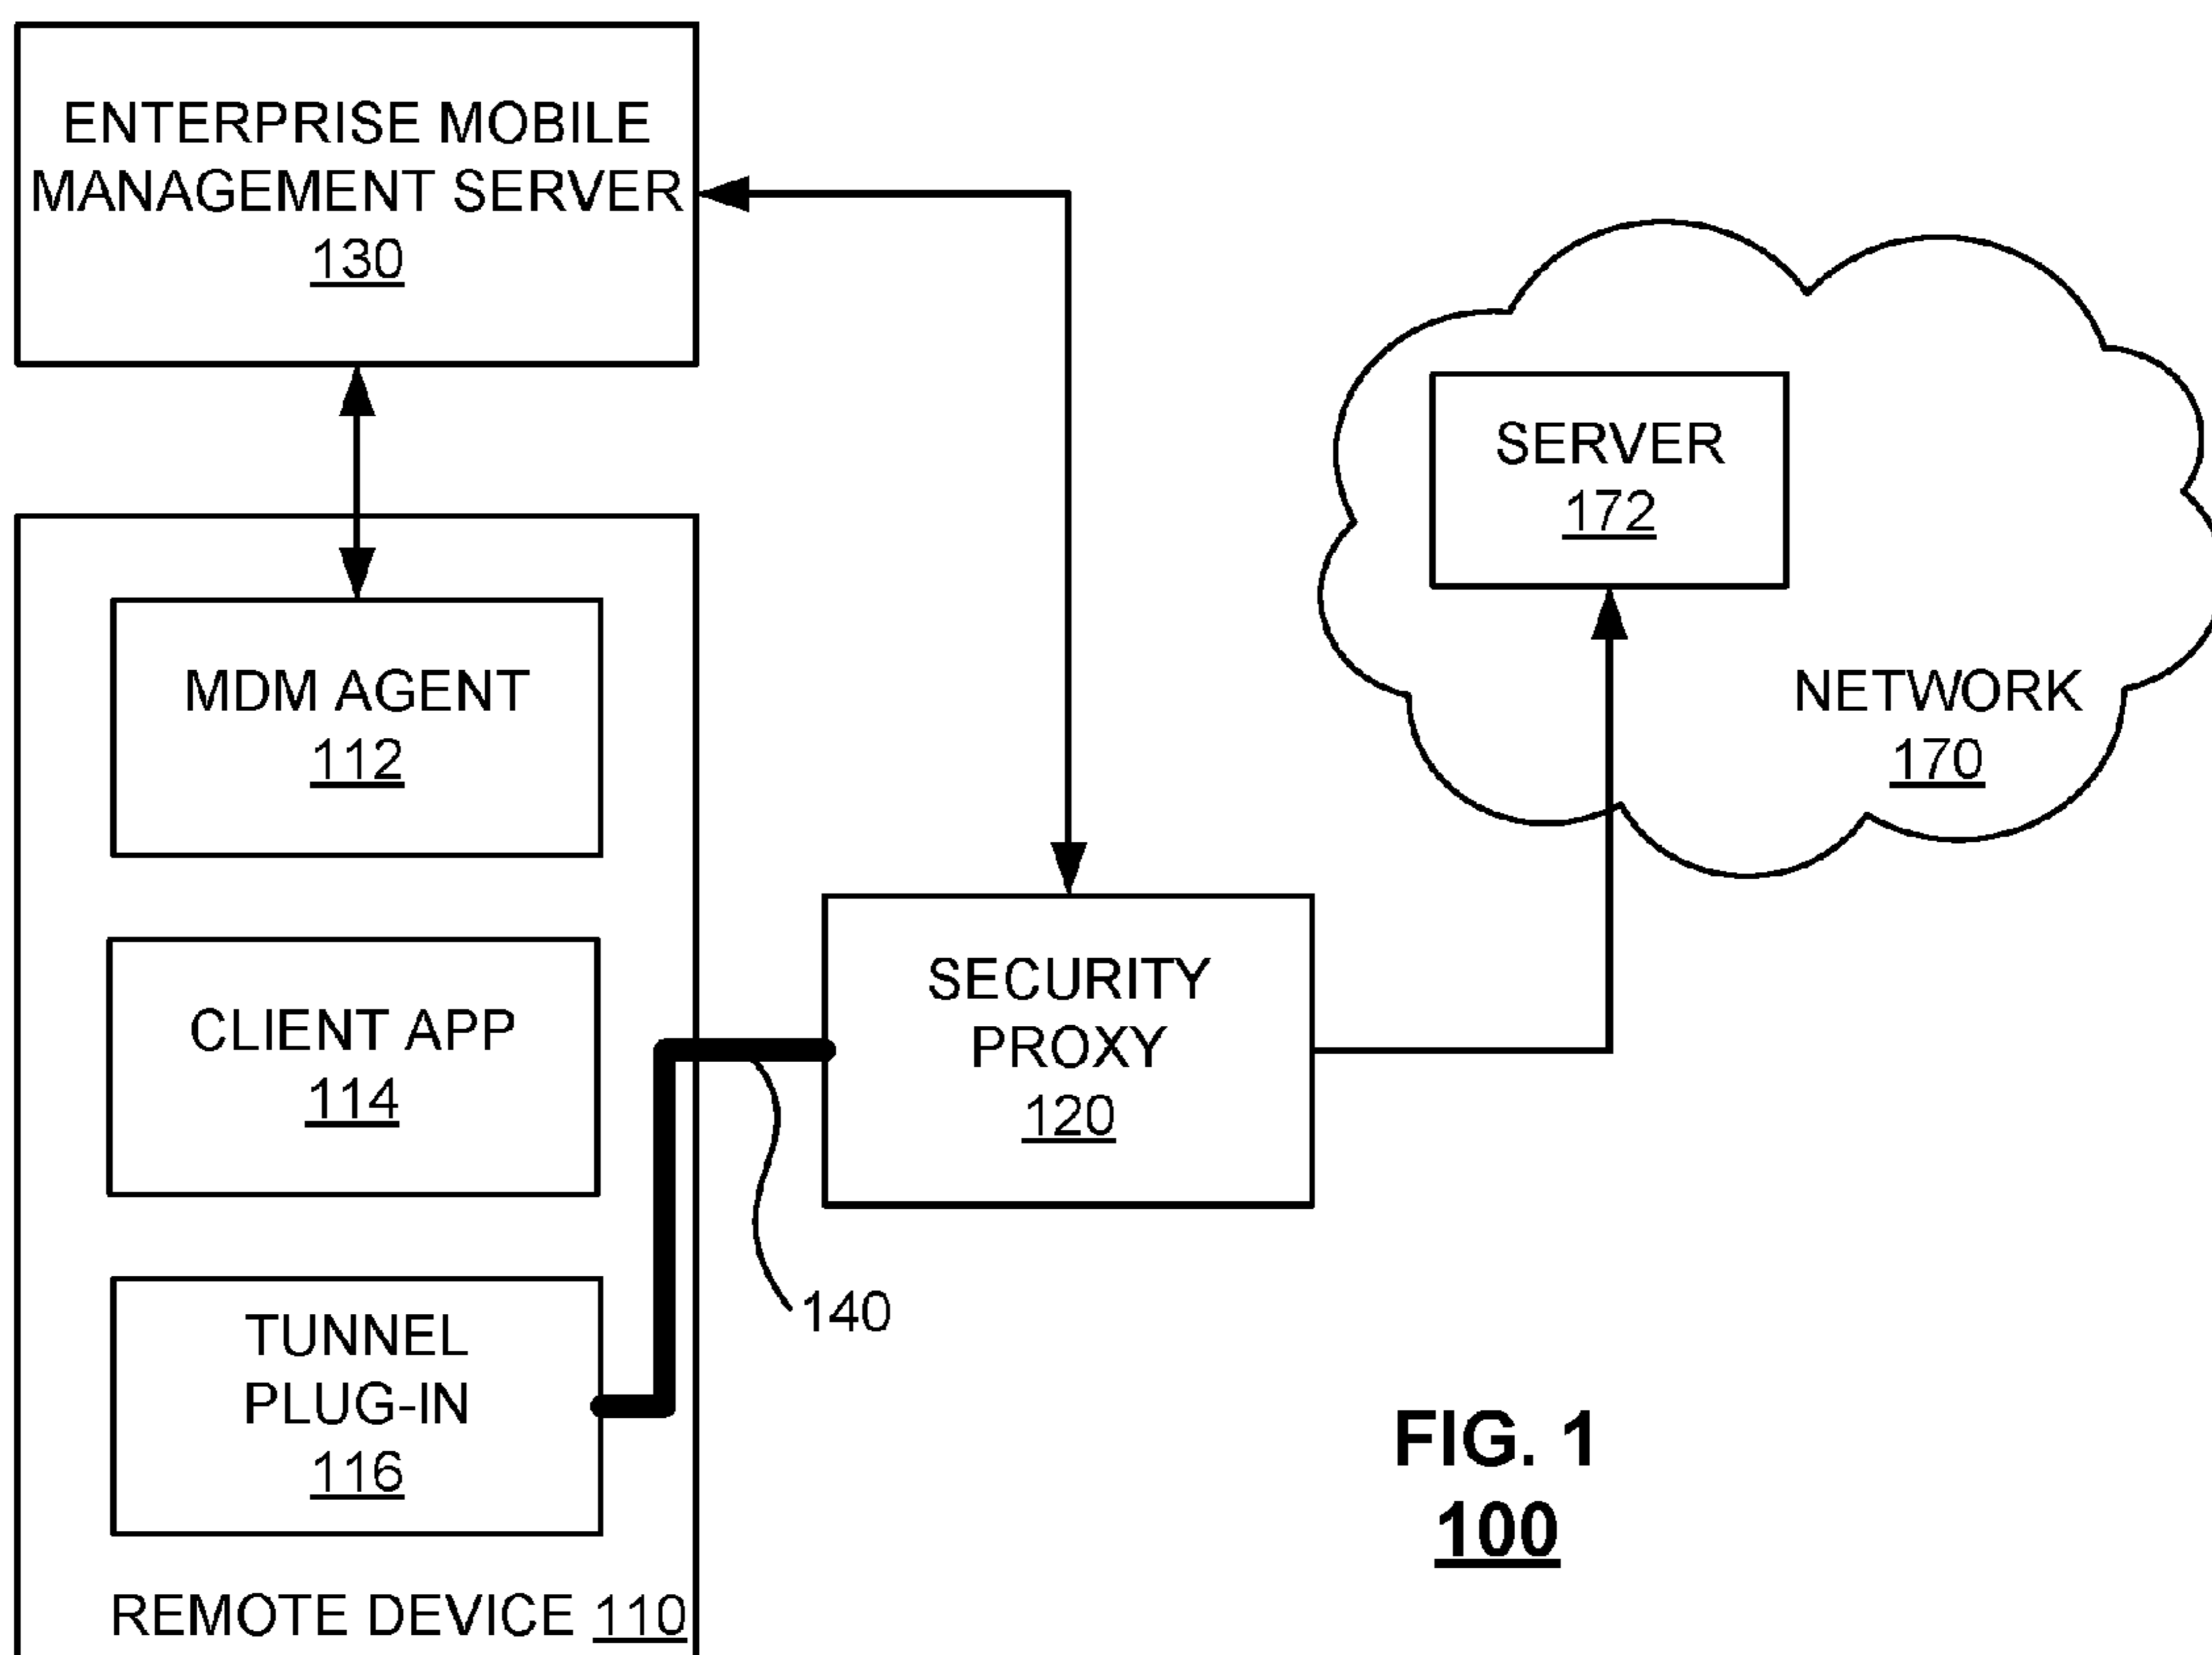 ENTERPRISE MOBILE
MANAGEMENT SERVER
130
MDM AGENT
112
CLIENT APP
114
TUNNEL
PLUG-IN
116
REMOTE DEVICE 110
140
SECURITY
PROXY
120
SERVER
172
NETWORK
170
FIG. 1
100